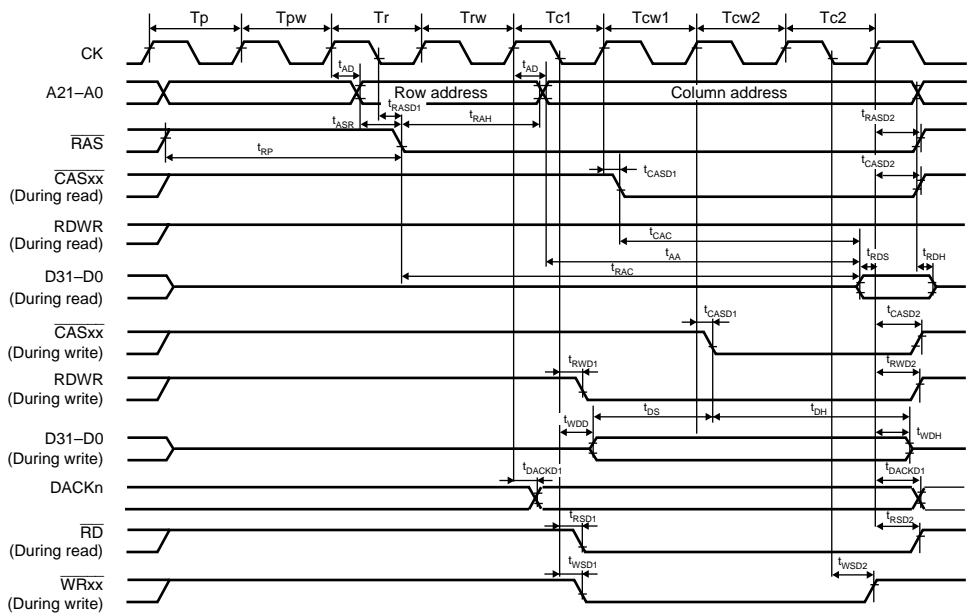 Tp Tpw Tr Trw Tc1 Tcw1 Tcw2 Tc2
CK
tAD tAD
A21–A0 Row address Column address
tRASD1
tASR tRAH tRASD2
RAS
tRP
tCASD2
CASxx tCASD1
(During read)
RDWR
(During read)
tCAC
tAA tRDS tRDH
tRAC
D31–D0
(During read)
tCASD1 tCASD2
CASxx
(During write)
tRWD1 tRWD2
RDWR
(During write)
tDS tDH
tWDD tWDH
D31–D0
(During write)
tDACKD1 tDACKD1
DACKn
tRSD1 tRSD2
RD
(During read)
tWSD1 tWSD2
WRxx
(During write)